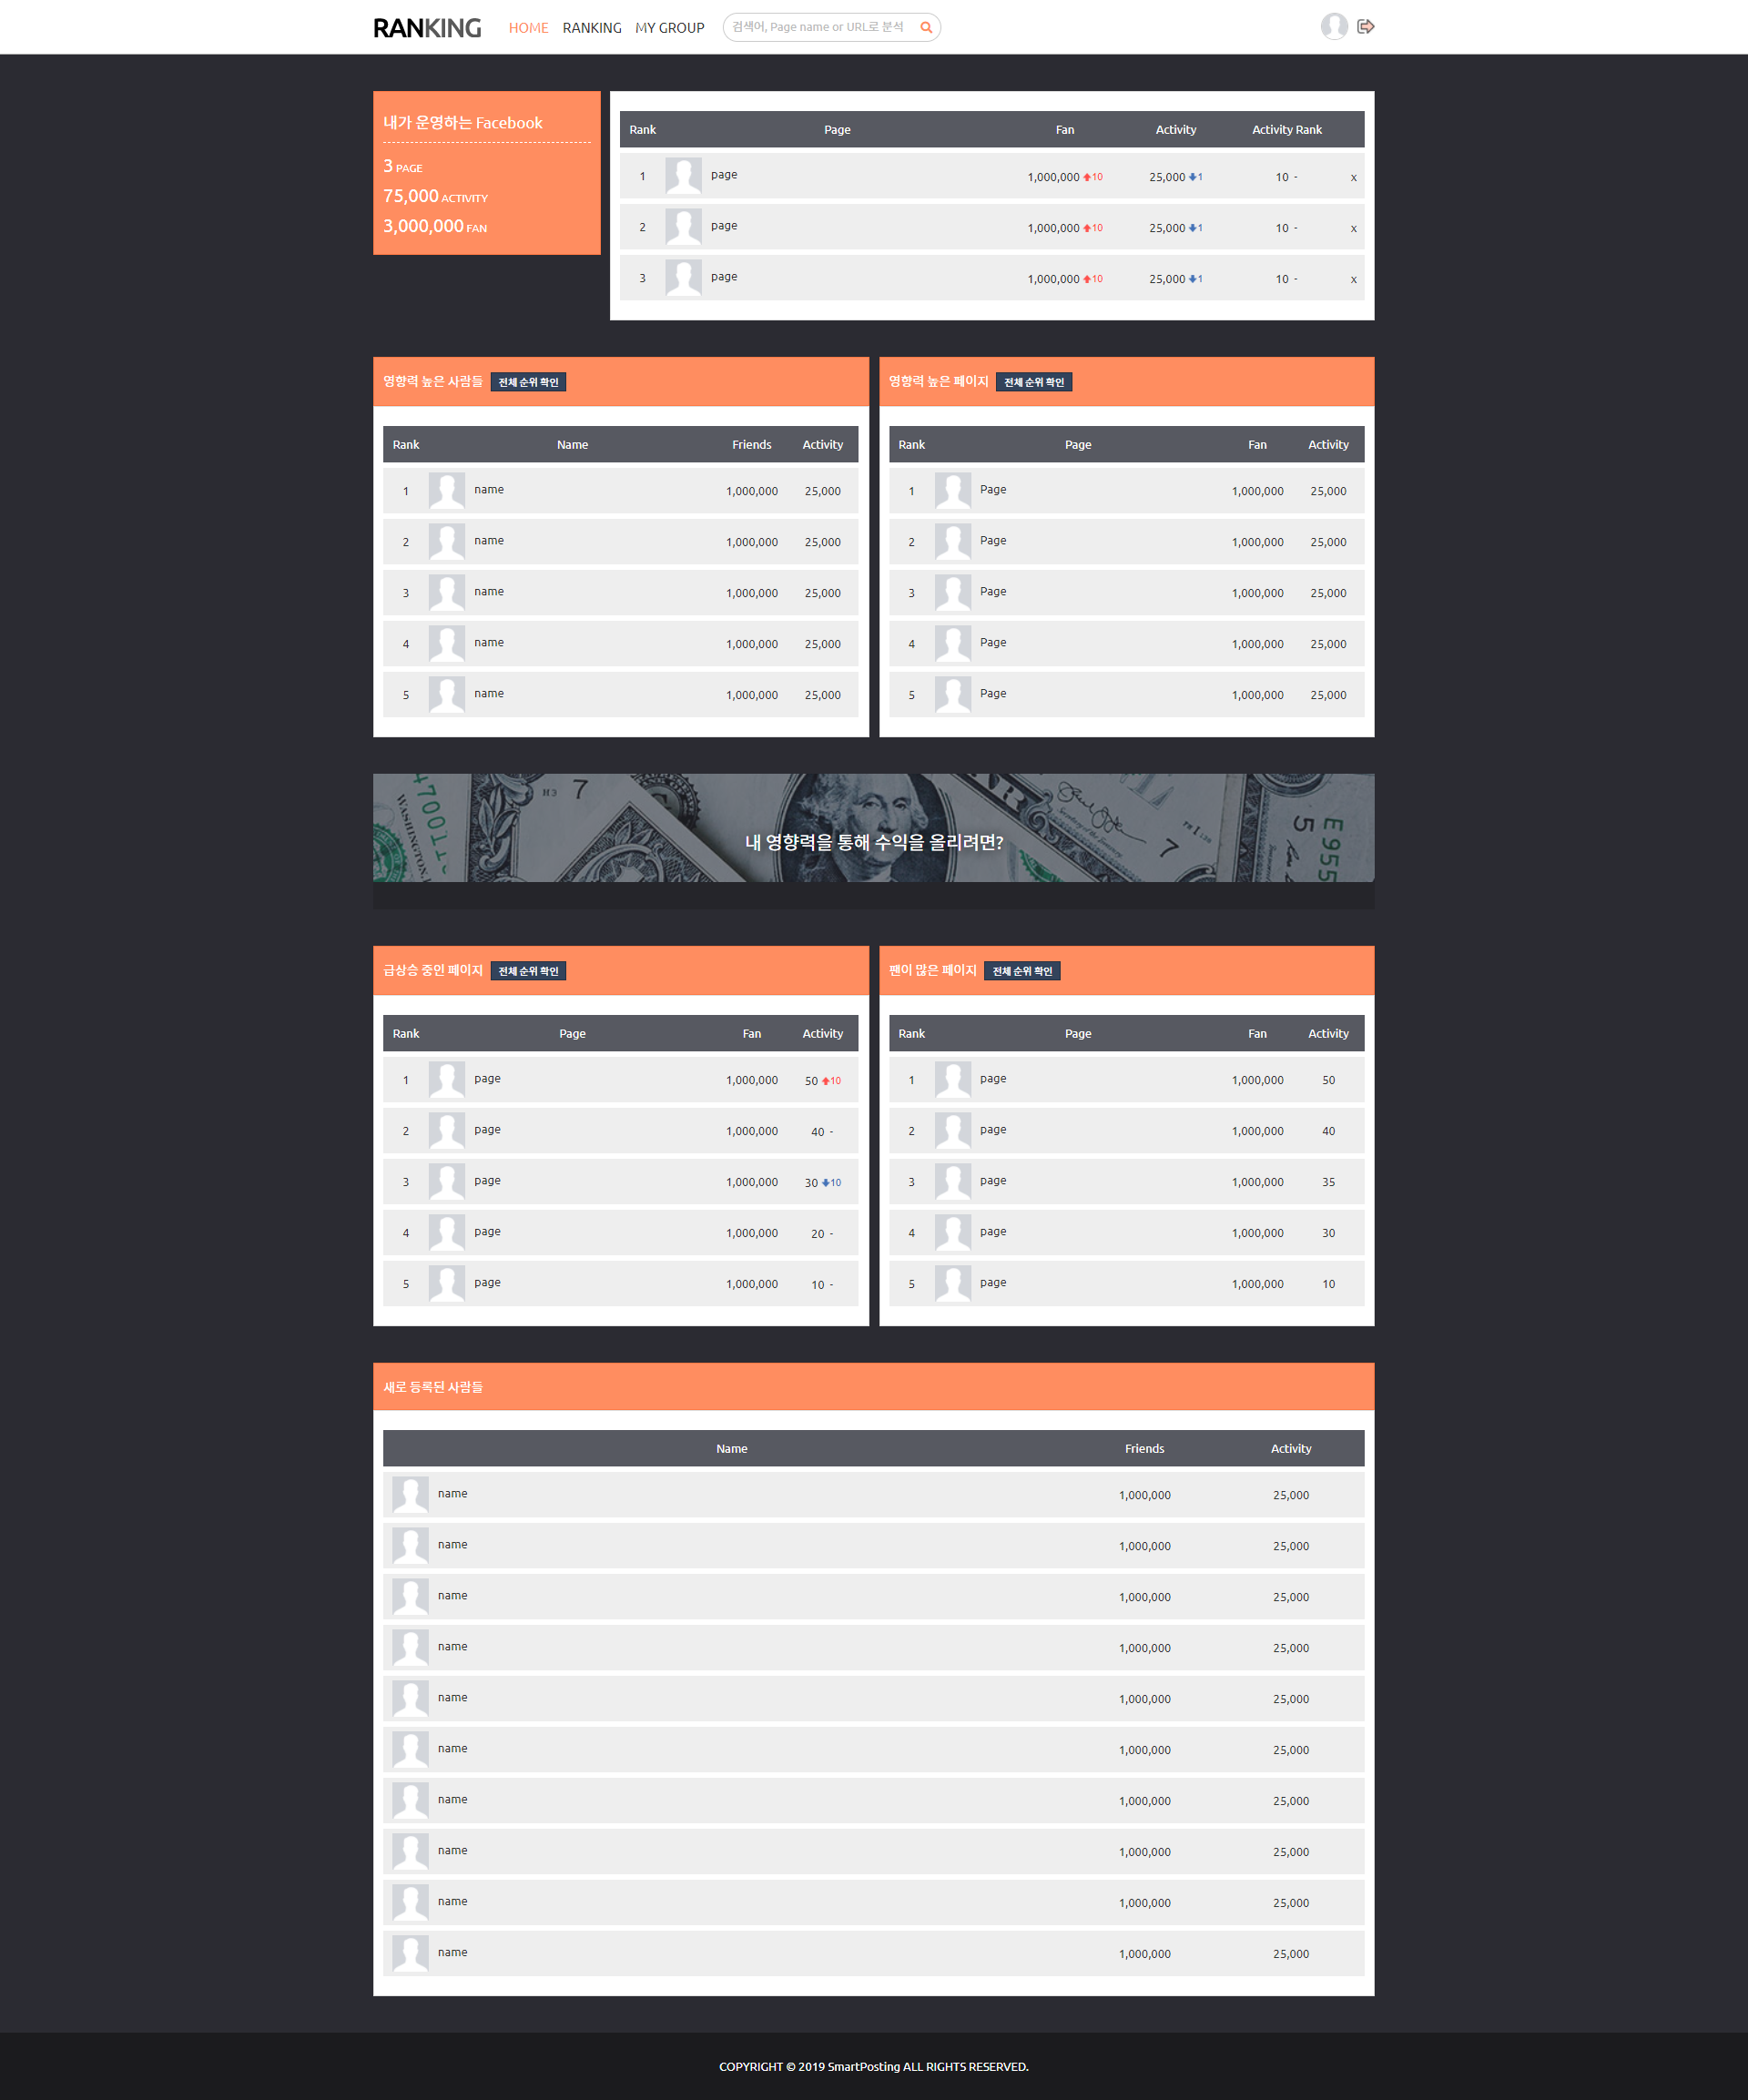 RANKING HOME RANKING MY GROUP 검색어, Page name or URL로 분석
내가 운영하는 Facebook
3 PAGE
75,000 ACTIVITY
3,000,000 FAN
Rank Page Fan Activity Activity Rank
1 page 1,000,000 10 25,000 1 10 - x
2 page 1,000,000 10 25,000 1 10 - x
3 page 1,000,000 10 25,000 1 10 - x
영향력 높은 사람들 전체 순위 확인
Rank Name Friends Activity
1 name 1,000,000 25,000
2 name 1,000,000 25,000
3 name 1,000,000 25,000
4 name 1,000,000 25,000
5 name 1,000,000 25,000
영향력 높은 페이지 전체 순위 확인
Rank Page Fan Activity
1 Page 1,000,000 25,000
2 Page 1,000,000 25,000
3 Page 1,000,000 25,000
4 Page 1,000,000 25,000
5 Page 1,000,000 25,000
내 영향력을 통해 수익을 올리려면?
급상승 중인 페이지 전체 순위 확인
Rank Page Fan Activity
1 page 1,000,000 50 10
2 page 1,000,000 40 -
3 page 1,000,000 30 10
4 page 1,000,000 20 -
5 page 1,000,000 10 -
팬이 많은 페이지 전체 순위 확인
Rank Page Fan Activity
1 page 1,000,000 50
2 page 1,000,000 40
3 page 1,000,000 35
4 page 1,000,000 30
5 page 1,000,000 10
새로 등록된 사람들
Name Friends Activity
name 1,000,000 25,000
name 1,000,000 25,000
name 1,000,000 25,000
name 1,000,000 25,000
name 1,000,000 25,000
name 1,000,000 25,000
name 1,000,000 25,000
name 1,000,000 25,000
name 1,000,000 25,000
name 1,000,000 25,000
COPYRIGHT © 2019 SmartPosting ALL RIGHTS RESERVED.